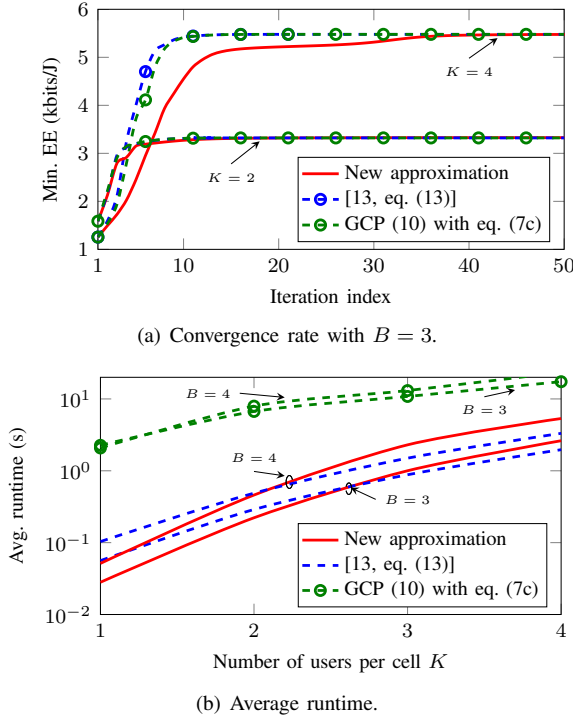 6
5
4
3
2
1
Min. EE (kbits/J)
K = 4
K = 2
New approximation
[13, eq. (13)]
GCP (10) with eq. (7c)
1 10 20 30 40 50
Iteration index
(a) Convergence rate with B = 3.
10^1
10^0
10^−1
10^−2
Avg. runtime (s)
B = 4
B = 3
B = 4
B = 3
New approximation
[13, eq. (13)]
GCP (10) with eq. (7c)
1 2 3 4
Number of users per cell K
(b) Average runtime.